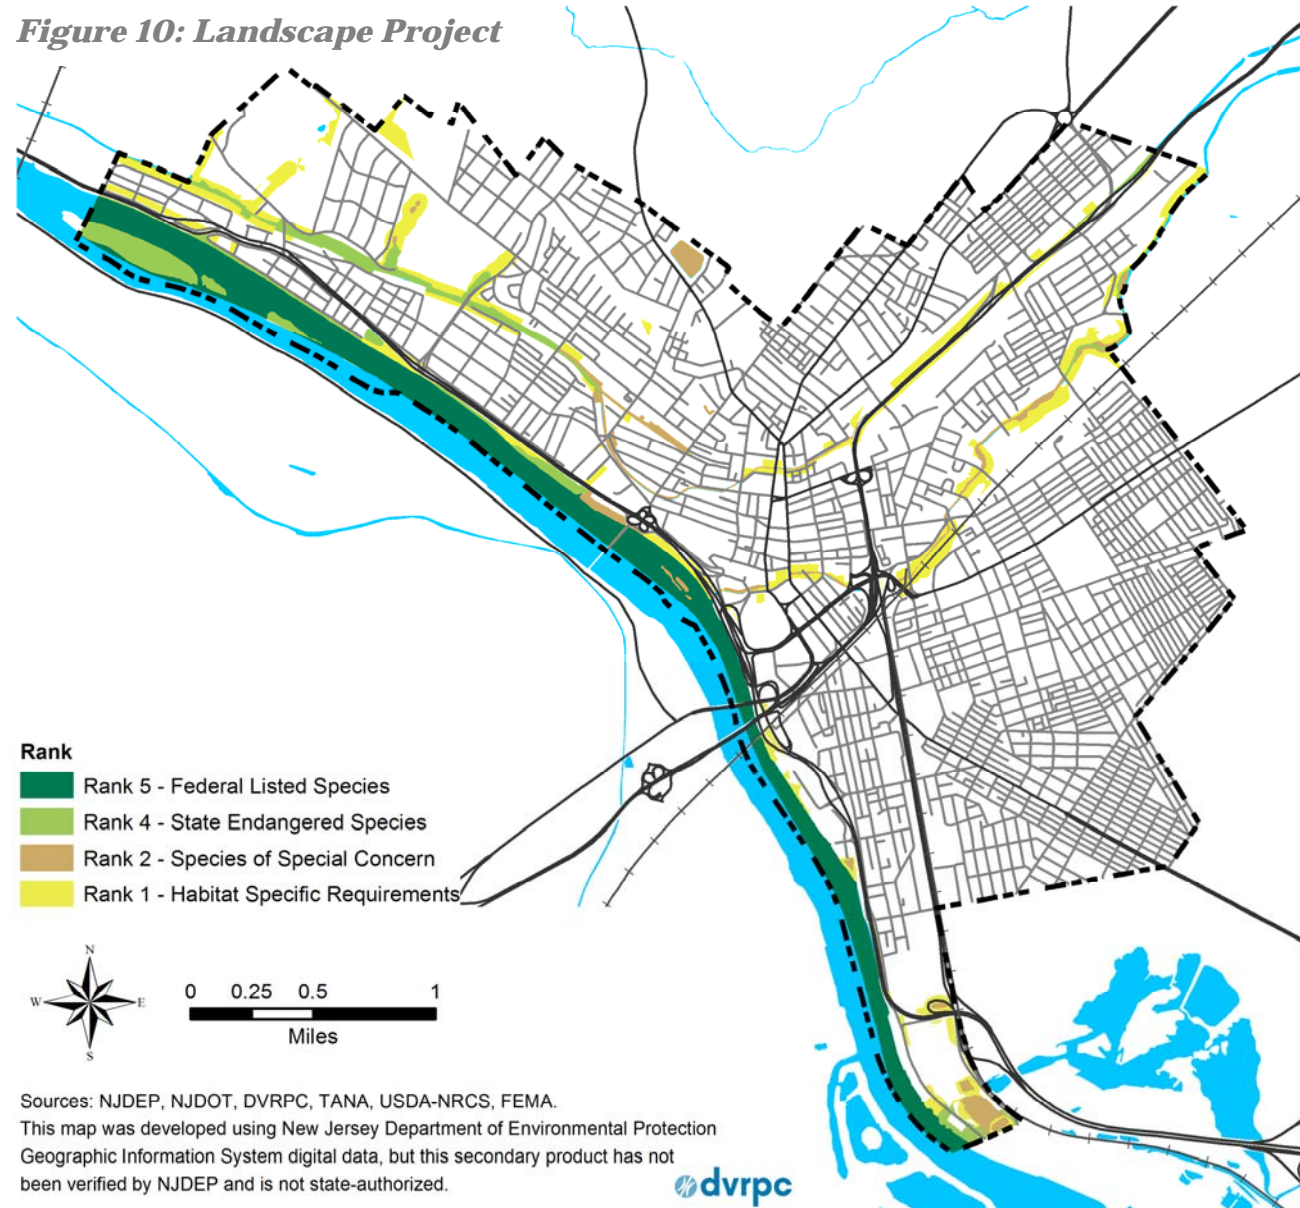 Figure 10: Landscape Project
Rank
Rank 5 - Federal Listed Species
Rank 4 - State Endangered Species
Rank 2 - Species of Special Concern
Rank 1 - Habitat Specific Requirements
N
W
E
S
0 0.25 0.5 1
Miles
Sources: NJDEP, NJDOT, DVRPC, TANA, USDA-NRCS, FEMA.
This map was developed using New Jersey Department of Environmental Protection
Geographic Information System digital data, but this secondary product has not
been verified by NJDEP and is not state-authorized.
dvrpc